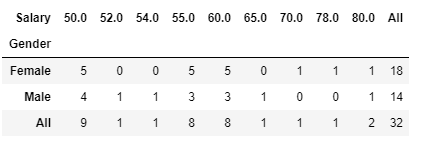 Salary 50.0 52.0 54.0 55.0 60.0 65.0 70.0 78.0 80.0 All
Gender
Female 5 0 0 5 5 0 1 1 1 18
Male 4 1 1 3 3 1 0 0 1 14
All 9 1 1 8 8 1 1 1 2 32